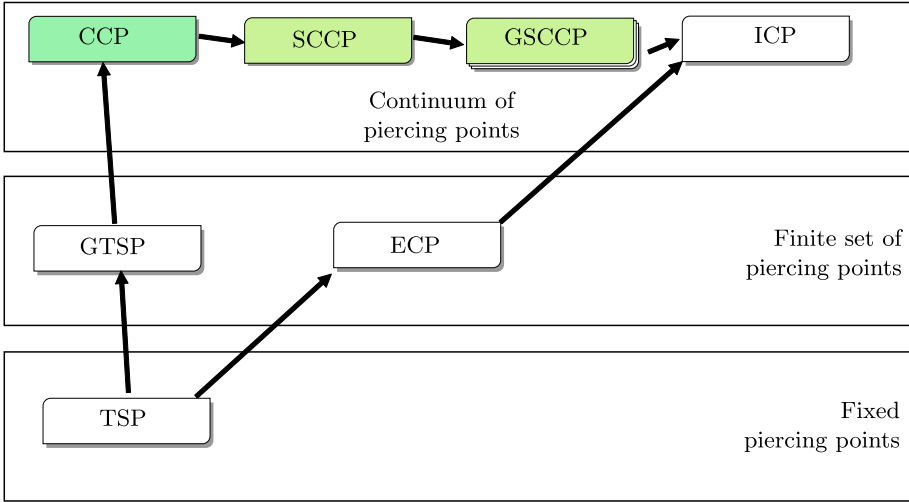 CCP
SCCP
GSCCP
ICP
Continuum of
piercing points
GTSP
ECP
Finite set of
piercing points
TSP
Fixed
piercing points